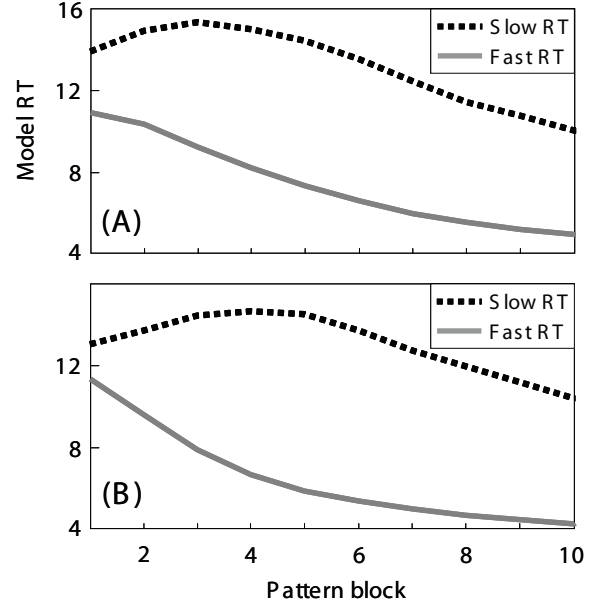 16
12
8
4
Model RT
Slow RT
Fast RT
(A)
12
8
4
Slow RT
Fast RT
(B)
2 4 6 8 10
Pattern block